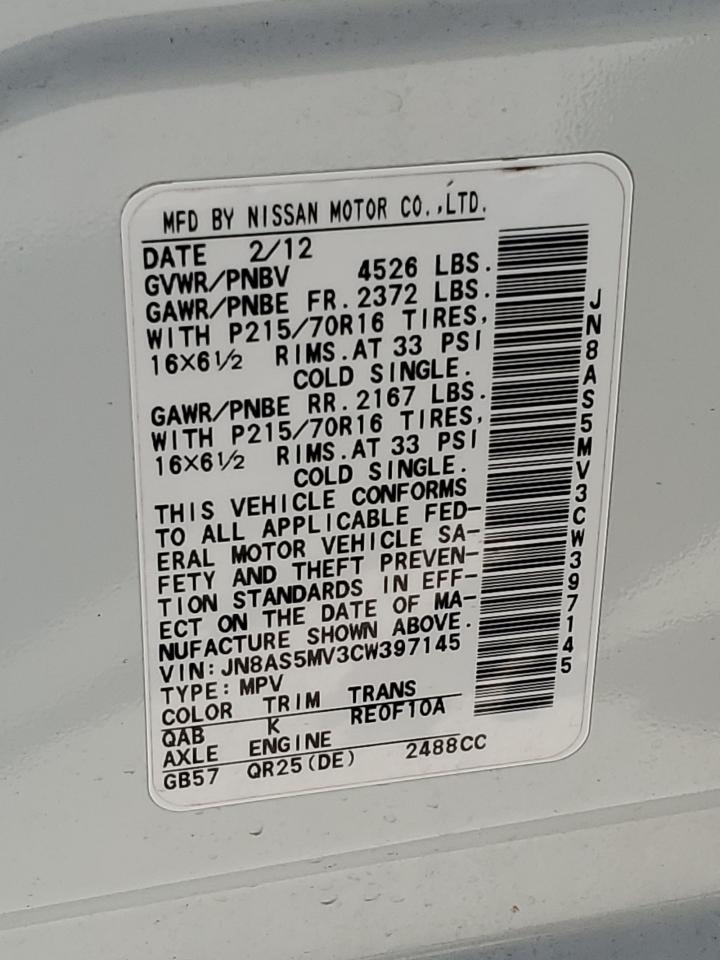 MFD BY NISSAN MOTOR CO.,LTD.
DATE 2/12
GVWR/PNBV 4526 LBS.
GAWR/PNBE FR. 2372 LBS.
WITH P215/70R16 TIRES,
16X6½ RIMS. AT 33 PSI
COLD SINGLE.
GAWR/PNBE RR. 2167 LBS.
WITH P215/70R16 TIRES,
16X6½ RIMS. AT 33 PSI
COLD SINGLE.
THIS VEHICLE CONFORMS
TO ALL APPLICABLE FED-
ERAL MOTOR VEHICLE SA-
FETY AND THEFT PREVEN-
TION STANDARDS IN EFF-
ECT ON THE DATE OF MA-
NUFACTURE SHOWN ABOVE.
VIN:JN8AS5MV3CW397145
TYPE:MPV
COLOR TRIM TRANS
QAB K RE0F10A
AXLE ENGINE
GB57 QR25(DE) 2488CC
JN8AS5MV3CW397145